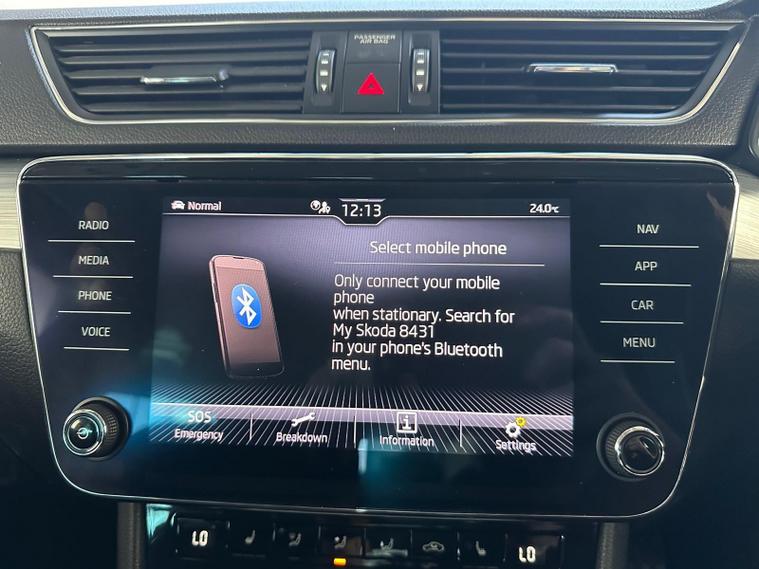 PASSENGER
AIR BAG
Normal
12:13
24.0°C
RADIO
MEDIA
PHONE
VOICE
Select mobile phone
Only connect your mobile
phone
when stationary. Search for
My Skoda 8431
in your phone's Bluetooth
menu.
NAV
APP
CAR
MENU
SOS
Emergency
Breakdown
Information
Settings
LO
LO